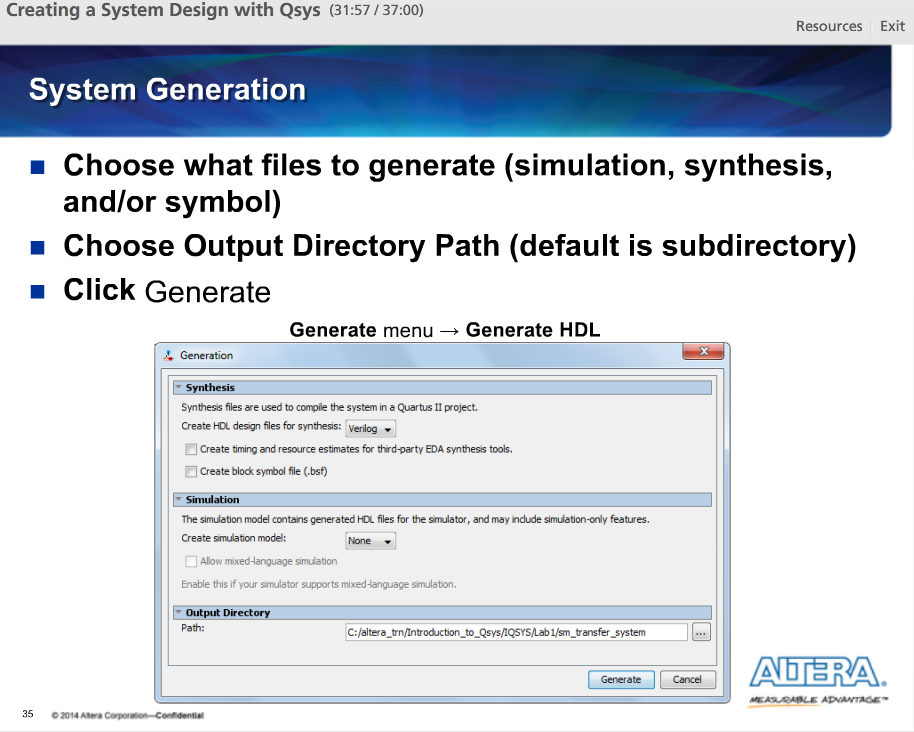 Creating a System Design with Qsys (31:57 / 37:00)
Resources Exit
System Generation
Choose what files to generate (simulation, synthesis,
and/or symbol)
Choose Output Directory Path (default is subdirectory)
Click Generate
Generate menu → Generate HDL
Generation
Synthesis
Synthesis files are used to compile the system in a Quartus II project.
Create HDL design files for synthesis: Verilog
Create timing and resource estimates for third-party EDA synthesis tools.
Create block symbol file (.bsf)
Simulation
The simulation model contains generated HDL files for the simulator, and may include simulation-only features.
Create simulation model: None
Allow mixed-language simulation
Enable this if your simulator supports mixed-language simulation.
Output Directory
Path: C:/altera_trn/Introduction_to_Qsys/IQSYS/Lab1/sm_transfer_system ...
Generate Cancel
ALTERA.
MEASURABLE ADVANTAGE™
35 © 2014 Altera Corporation—Confidential